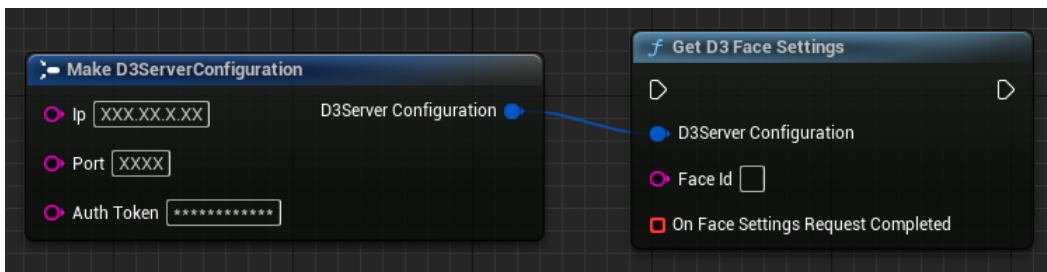 Make D3ServerConfiguration
Ip XXX.XX.X.XX
D3Server Configuration
Port XXXX
Auth Token ************
f Get D3 Face Settings
D3Server Configuration
Face Id
On Face Settings Request Completed